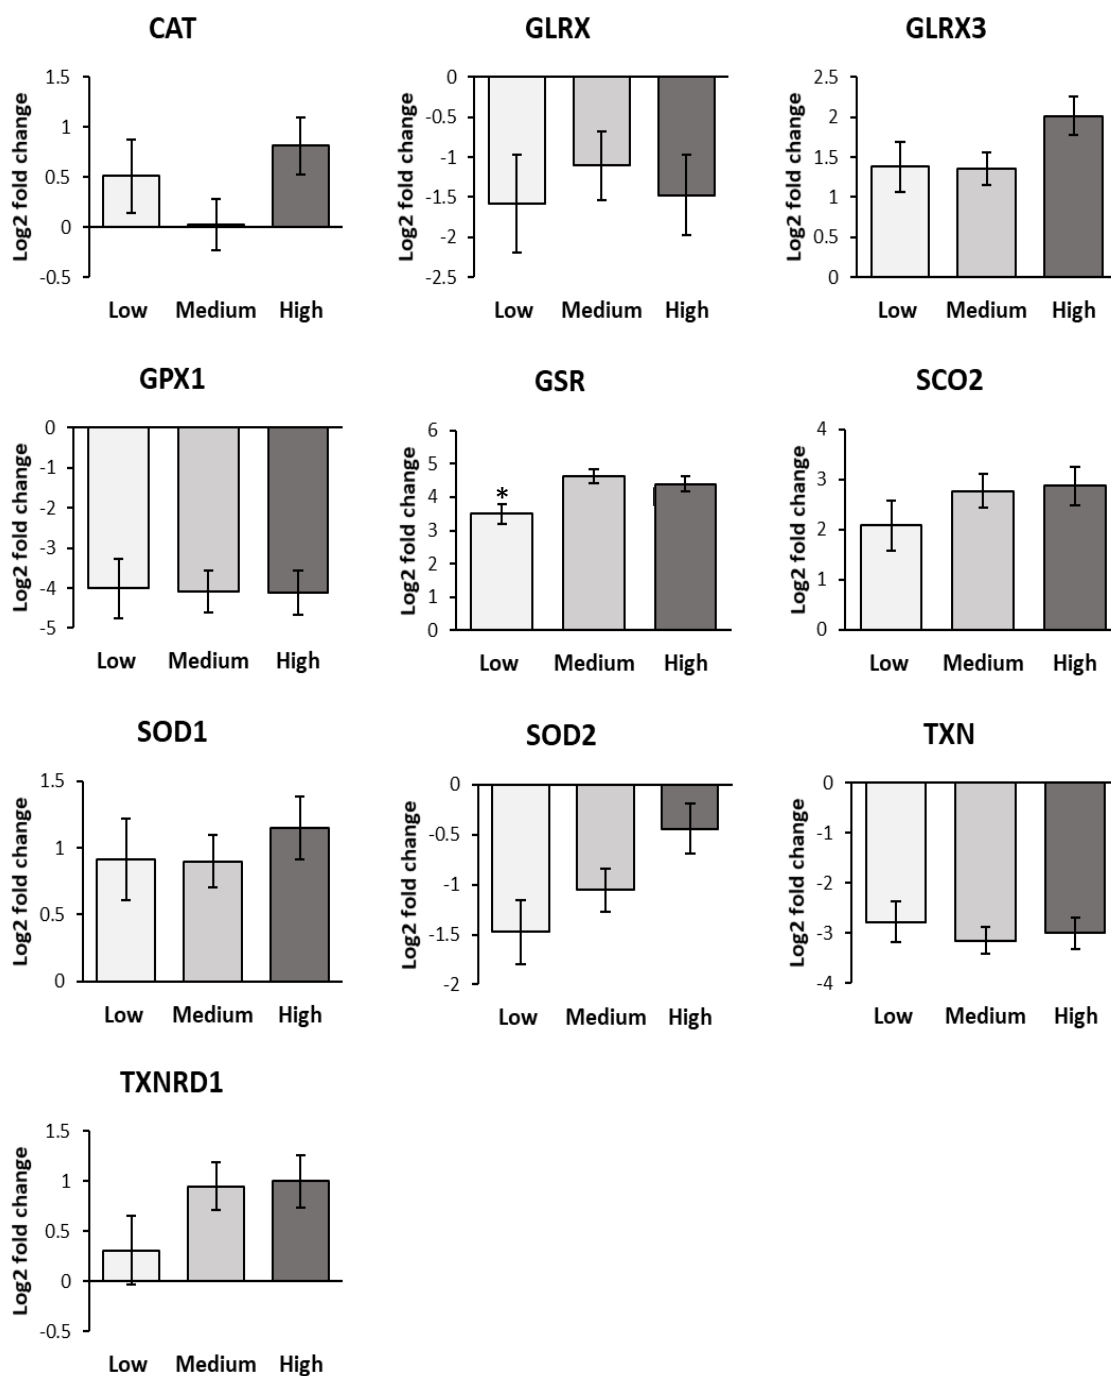 CAT
GLRX
GLRX3
Log2 fold change
1.5
1
0.5
0
-0.5
Low Medium High
Log2 fold change
0
-0.5
-1
-1.5
-2
-2.5
Low Medium High
Log2 fold change
2.5
2
1.5
1
0.5
0
Low Medium High
GPX1
GSR
SCO2
Log2 fold change
0
-1
-2
-3
-4
-5
Low Medium High
Log2 fold change
6
5
4
3
2
1
0
*
Low Medium High
Log2 fold change
4
3
2
1
0
Low Medium High
SOD1
SOD2
TXN
Log2 fold change
1.5
1
0.5
0
Low Medium High
Log2 fold change
0
-0.5
-1
-1.5
-2
Low Medium High
Log2 fold change
0
-1
-2
-3
-4
Low Medium High
TXNRD1
Log2 fold change
1.5
1
0.5
0
-0.5
Low Medium High